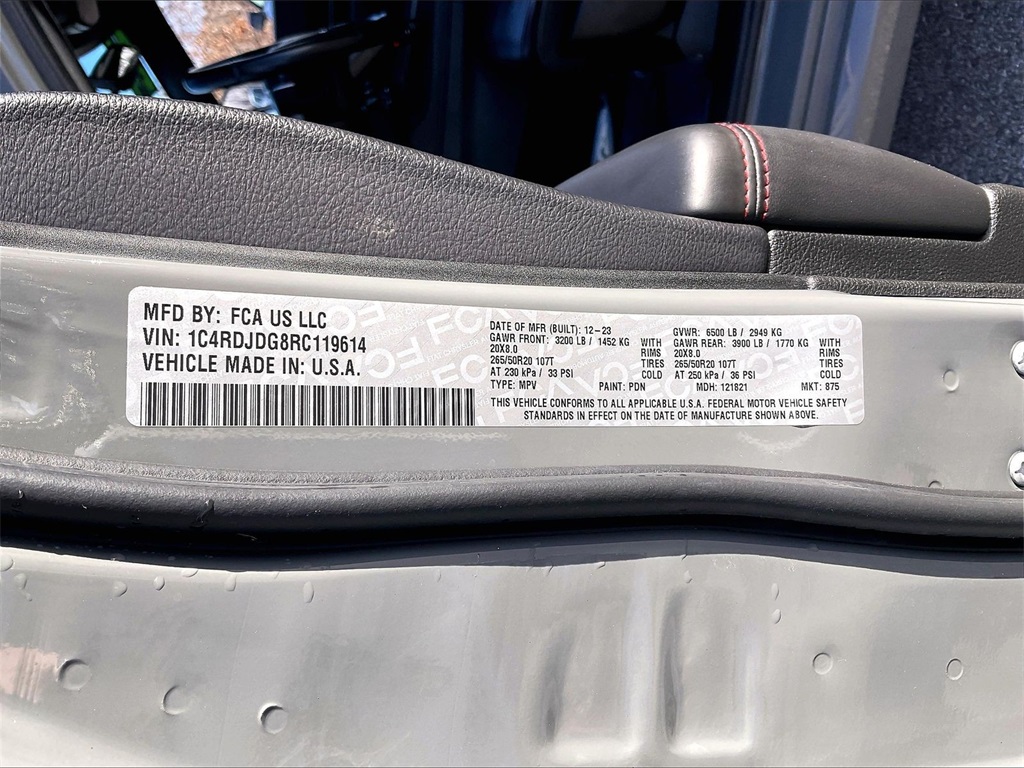 MFD BY: FCA US LLC
VIN: 1C4RDJDG8RC119614
VEHICLE MADE IN: U.S.A.
DATE OF MFR (BUILT): 12-23 GVWR: 6500 LB / 2949 KG
GAWR FRONT: 3200 LB / 1452 KG WITH GAWR REAR: 3900 LB / 1770 KG WITH
20X8.0 RIMS 20X8.0 RIMS
265/50R20 107T TIRES 265/50R20 107T TIRES
AT 230 kPa / 33 PSI COLD AT 250 kPa / 36 PSI COLD
TYPE: MPV PAINT: PDN MDH: 121821 MKT: 875
THIS VEHICLE CONFORMS TO ALL APPLICABLE U.S.A. FEDERAL MOTOR VEHICLE SAFETY
STANDARDS IN EFFECT ON THE DATE OF MANUFACTURE SHOWN ABOVE.